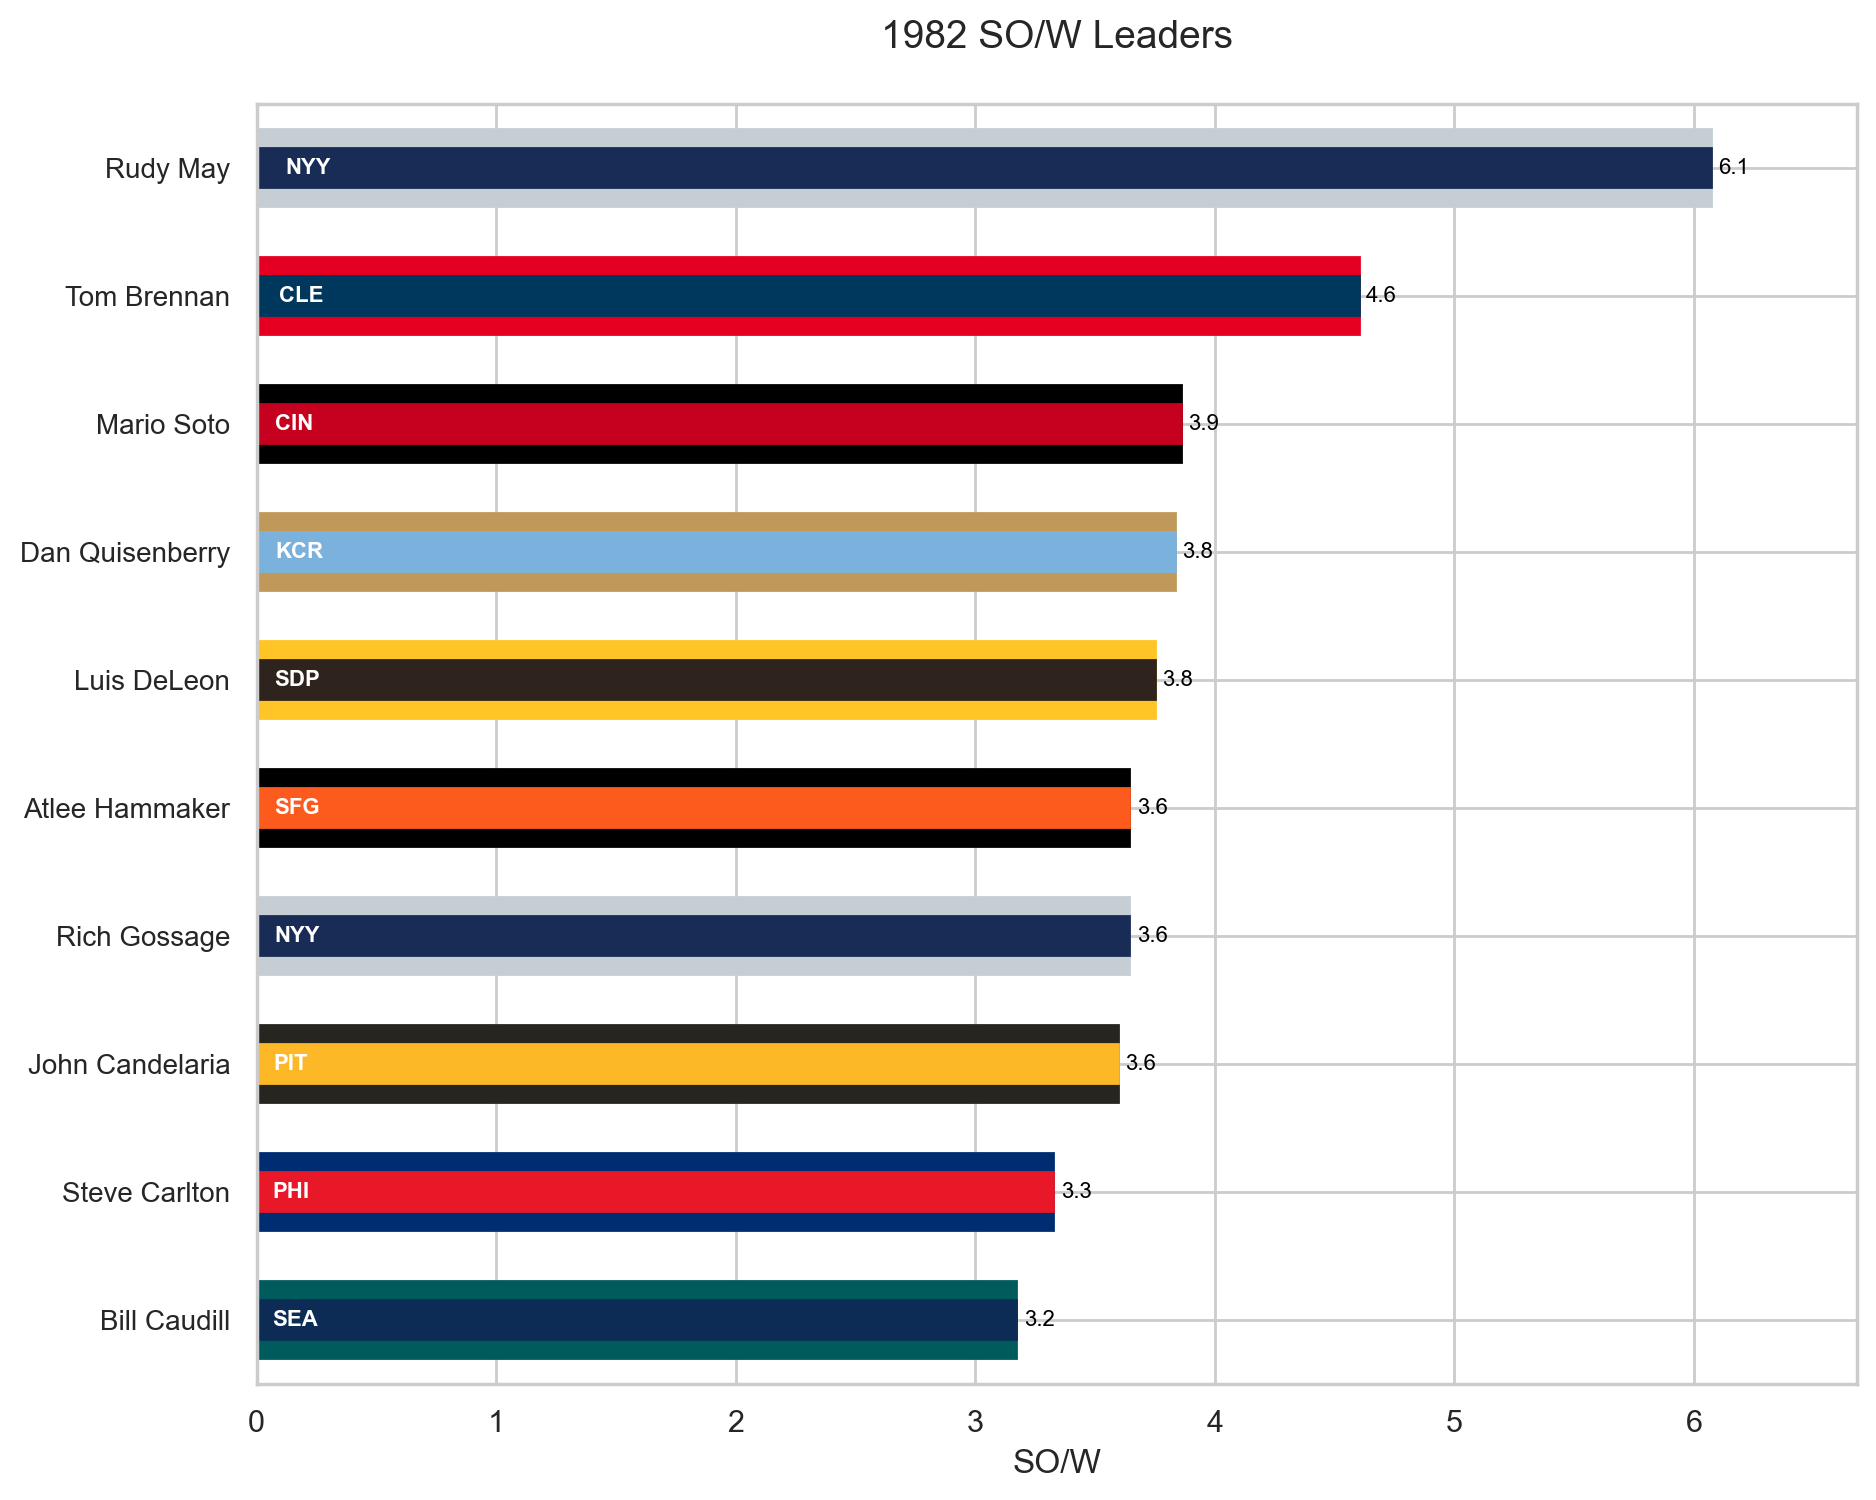 1982 SO/W Leaders
Rudy May NYY 6.1
Tom Brennan CLE 4.6
Mario Soto CIN 3.9
Dan Quisenberry KCR 3.8
Luis DeLeon SDP 3.8
Atlee Hammaker SFG 3.6
Rich Gossage NYY 3.6
John Candelaria PIT 3.6
Steve Carlton PHI 3.3
Bill Caudill SEA 3.2
0 1 2 3 4 5 6
SO/W